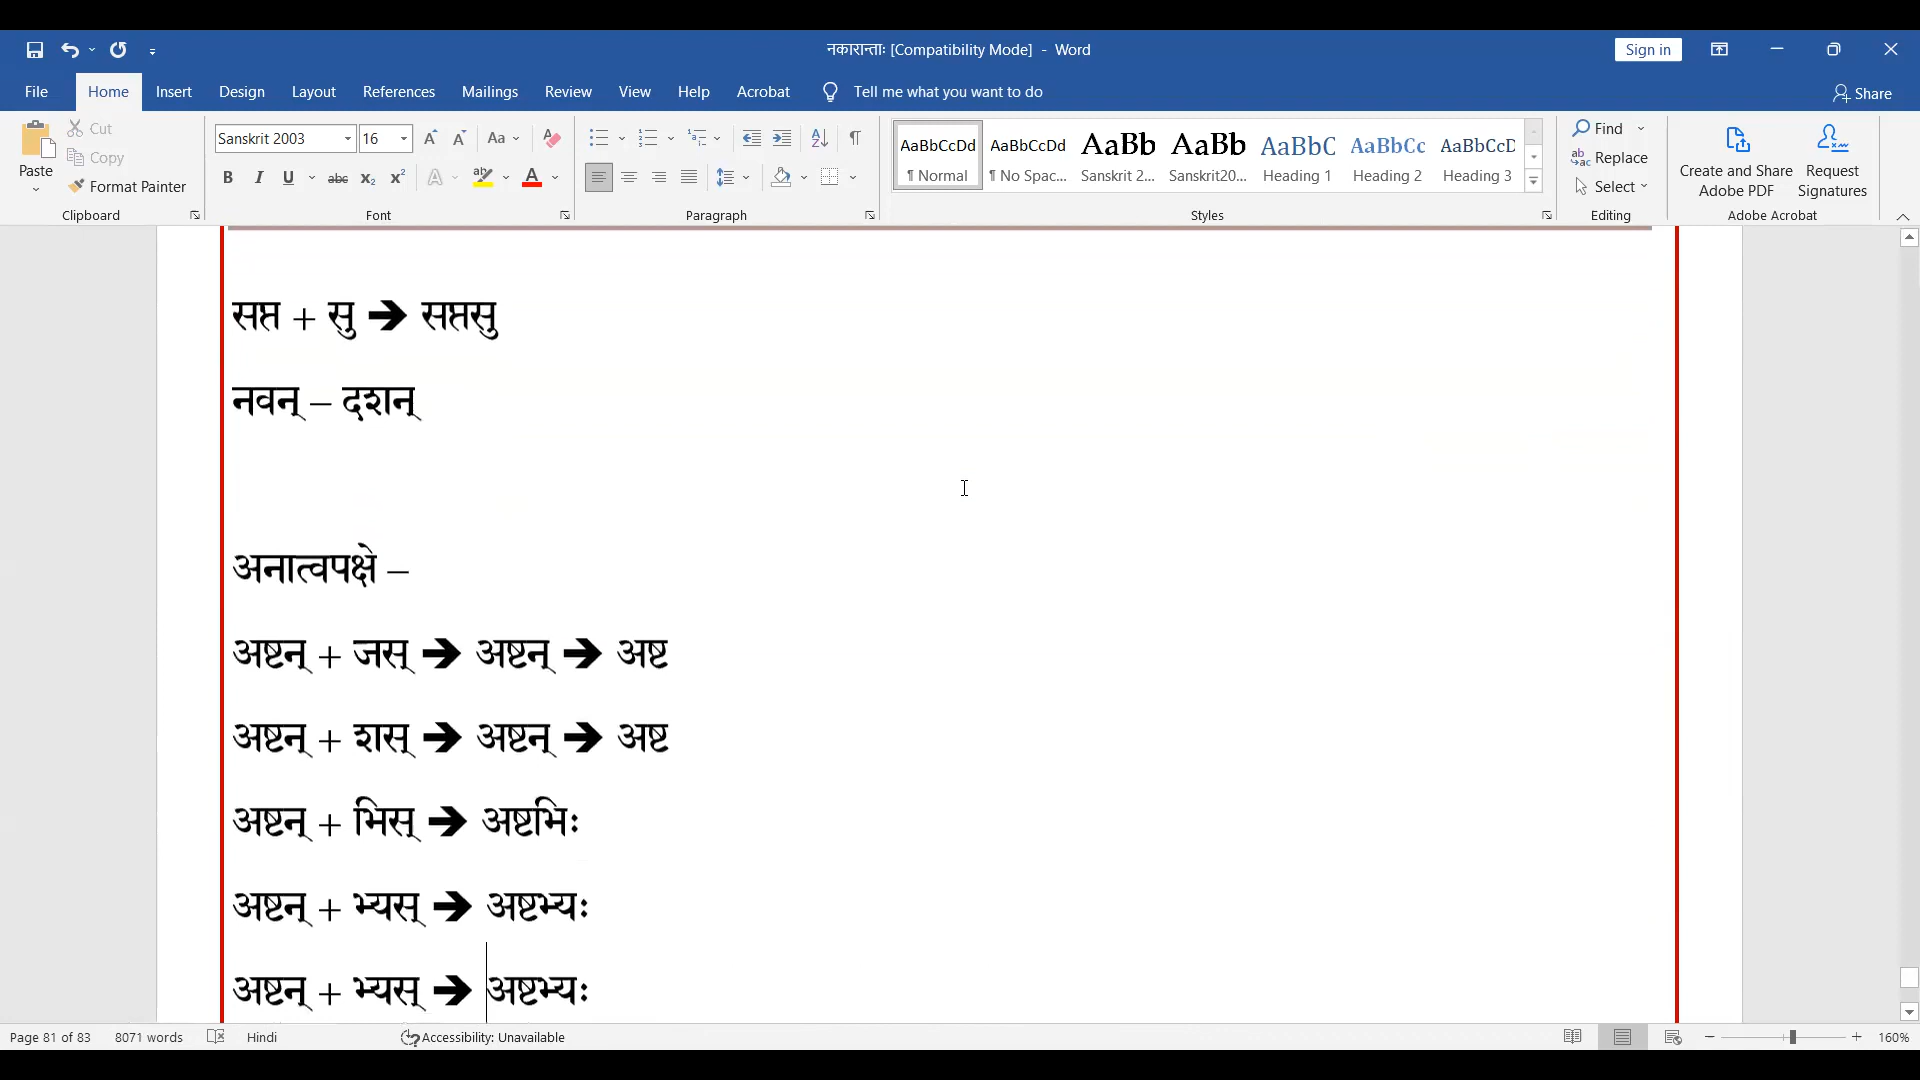 नकारान्ताः [Compatibility Mode] - Word
Sign in
File Home Insert Design Layout References Mailings Review View Help Acrobat Tell me what you want to do Share
Paste Cut Copy Format Painter Clipboard
Sanskrit 2003 16 Aa
B I U abc x₂ x² A A Font
Paragraph
AaBbCcDd AaBbCcDd AaBb AaBb AaBbC AaBbCc AaBbCcD
¶ Normal ¶ No Spac... Sanskrit 2... Sanskrit20... Heading 1 Heading 2 Heading 3
Styles
Find Replace Select Editing
Create and Share Adobe PDF Request Signatures
Adobe Acrobat
सप्त + सु ➔ सप्तसु
नवन् – दशन्
अनात्वपक्षे –
अष्टन् + जस् ➔ अष्टन् ➔ अष्ट
अष्टन् + शस् ➔ अष्टन् ➔ अष्ट
अष्टन् + भिस् ➔ अष्टभिः
अष्टन् + भ्यस् ➔ अष्टभ्यः
अष्टन् + भ्यस् ➔ अष्टभ्यः
Page 81 of 83 8071 words Hindi Accessibility: Unavailable 160%